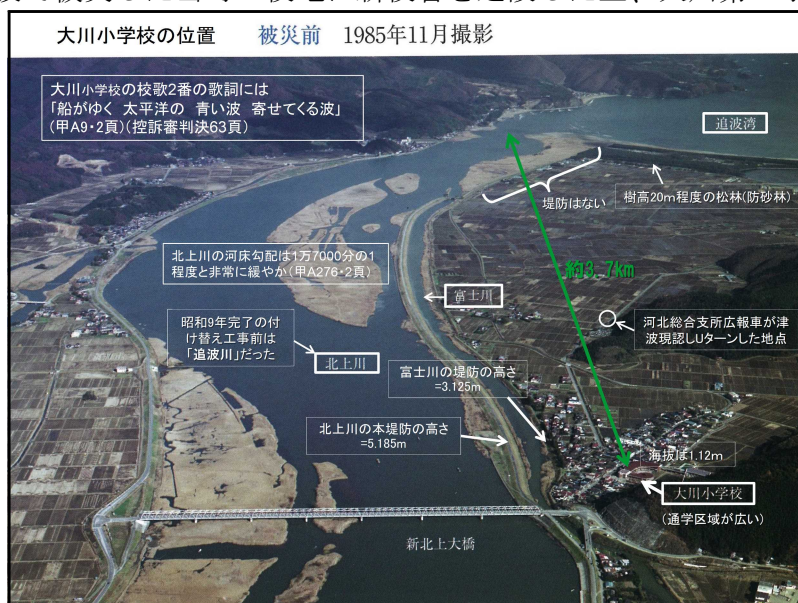 大川小学校の位置 被災前 1985年11月撮影
大川小学校の校歌2番の歌詞には
「船がゆく 太平洋の 青い波 寄せてくる波」
(甲A9・2頁)(控訴審判決63頁)
追波湾
堤防はない
樹高20m程度の松林(防砂林)
北上川の河床勾配は1万7000分の1
程度と非常に緩やか(甲A276・2頁)
約3.7km
富士川
河北総合支所広報車が津
波現認しUターンした地点
昭和9年完了の付
け替え工事前は
「追波川」だった
北上川
富士川の堤防の高さ
=3.125m
北上川の本堤防の高さ
=5.185m
海抜は1.12m
大川小学校
(通学区域が広い)
新北上大橋